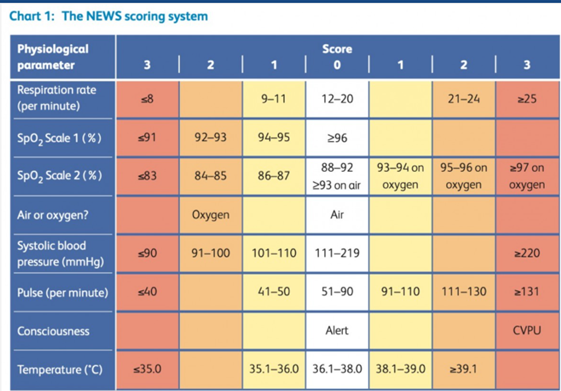 Chart 1: The NEWS scoring system
Physiological parameter Score
3 2 1 0 1 2 3
Respiration rate (per minute) ≤8 9–11 12–20 21–24 ≥25
SpO₂ Scale 1 (%) ≤91 92–93 94–95 ≥96
SpO₂ Scale 2 (%) ≤83 84–85 86–87 88–92 ≥93 on air 93–94 on oxygen 95–96 on oxygen ≥97 on oxygen
Air or oxygen? Oxygen Air
Systolic blood pressure (mmHg) ≤90 91–100 101–110 111–219 ≥220
Pulse (per minute) ≤40 41–50 51–90 91–110 111–130 ≥131
Consciousness Alert CVPU
Temperature (°C) ≤35.0 35.1–36.0 36.1–38.0 38.1–39.0 ≥39.1